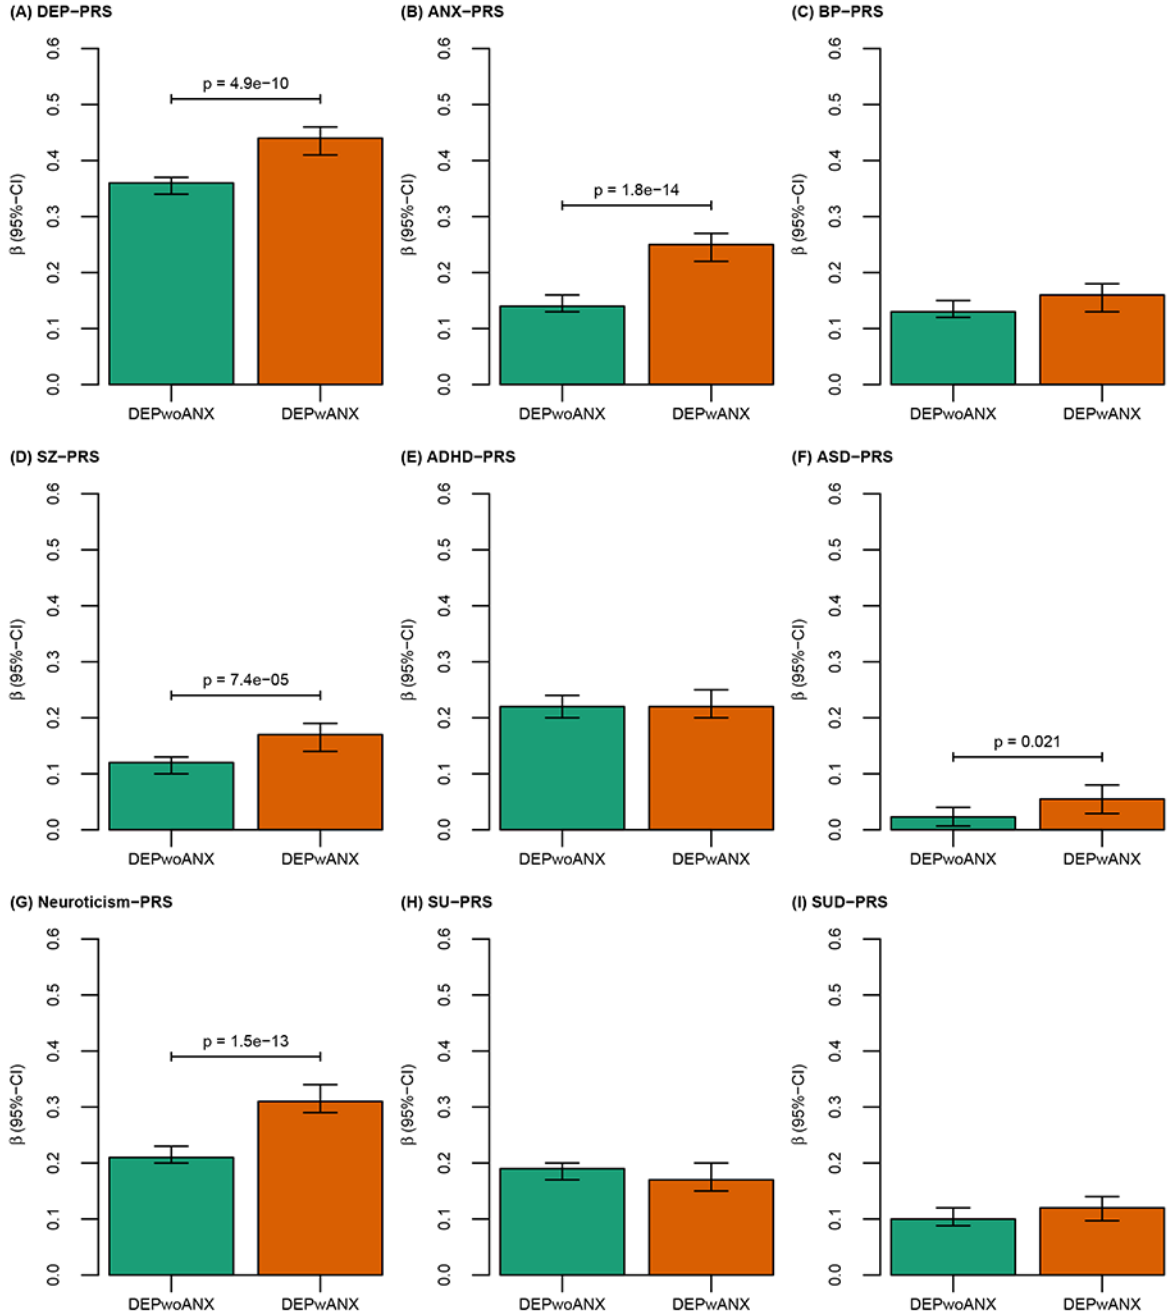 (A) DEP−PRS
(B) ANX−PRS
(C) BP−PRS
β (95%−CI)
0.0 0.1 0.2 0.3 0.4 0.5 0.6
p = 4.9e−10
DEPwoANX DEPwANX
β (95%−CI)
0.0 0.1 0.2 0.3 0.4 0.5 0.6
p = 1.8e−14
DEPwoANX DEPwANX
β (95%−CI)
0.0 0.1 0.2 0.3 0.4 0.5 0.6
DEPwoANX DEPwANX
(D) SZ−PRS
(E) ADHD−PRS
(F) ASD−PRS
β (95%−CI)
0.0 0.1 0.2 0.3 0.4 0.5 0.6
p = 7.4e−05
DEPwoANX DEPwANX
β (95%−CI)
0.0 0.1 0.2 0.3 0.4 0.5 0.6
DEPwoANX DEPwANX
β (95%−CI)
0.0 0.1 0.2 0.3 0.4 0.5 0.6
p = 0.021
DEPwoANX DEPwANX
(G) Neuroticism−PRS
(H) SU−PRS
(I) SUD−PRS
β (95%−CI)
0.0 0.1 0.2 0.3 0.4 0.5 0.6
p = 1.5e−13
DEPwoANX DEPwANX
β (95%−CI)
0.0 0.1 0.2 0.3 0.4 0.5 0.6
DEPwoANX DEPwANX
β (95%−CI)
0.0 0.1 0.2 0.3 0.4 0.5 0.6
DEPwoANX DEPwANX